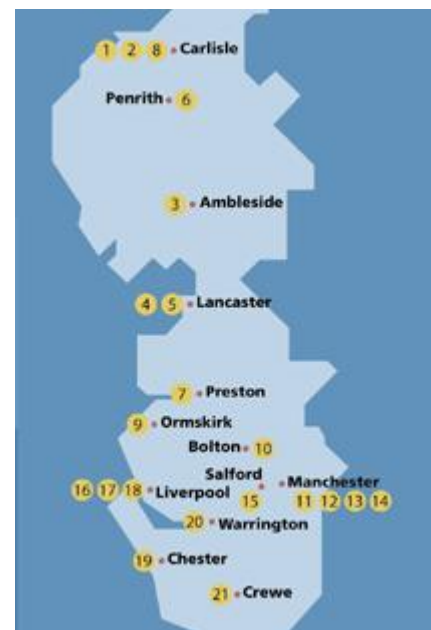 1 2 8 Carlisle
Penrith 6
3 Ambleside
4 5 Lancaster
7 Preston
9 Ormskirk
Bolton 10
Salford
15
Manchester
11 12 13 14
16 17 18 Liverpool
20 Warrington
19 Chester
21 Crewe